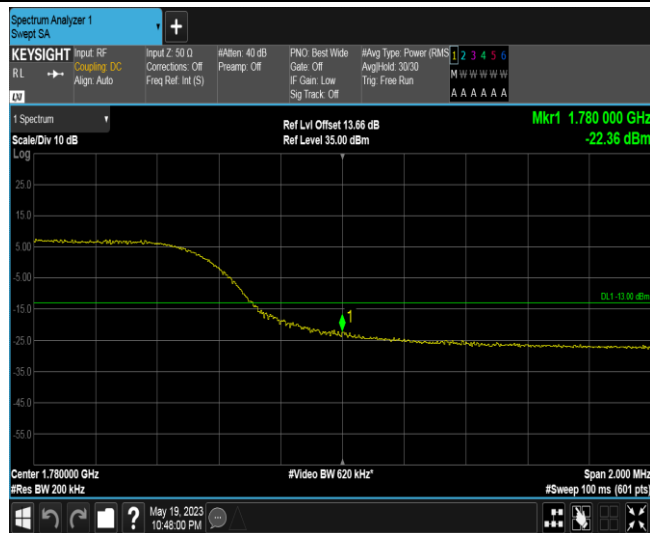 Spectrum Analyzer 1
Swept SA
+
KEYSIGHT
RL
Input: RF
Coupling: DC
Align: Auto
Input Z: 50 Ω
Corrections: Off
Freq Ref: Int (S)
#Atten: 40 dB
Preamp: Off
PNO: Best Wide
Gate: Off
IF Gain: Low
Sig Track: Off
#Avg Type: Power (RMS
Avg|Hold: 30/30
Trig: Free Run
1 2 3 4 5 6
M W W W W W
A A A A A A
1 Spectrum
Scale/Div 10 dB
Log
Ref Lvl Offset 13.66 dB
Ref Level 35.00 dBm
Mkr1 1.780 000 GHz
-22.36 dBm
25.0
15.0
5.00
-5.00
DL1 -13.00 dBm
-15.0
1
-25.0
-35.0
-45.0
-55.0
Center 1.780000 GHz
#Res BW 200 kHz
#Video BW 620 kHz*
Span 2.000 MHz
#Sweep 100 ms (601 pts)
?
May 19, 2023
10:48:00 PM